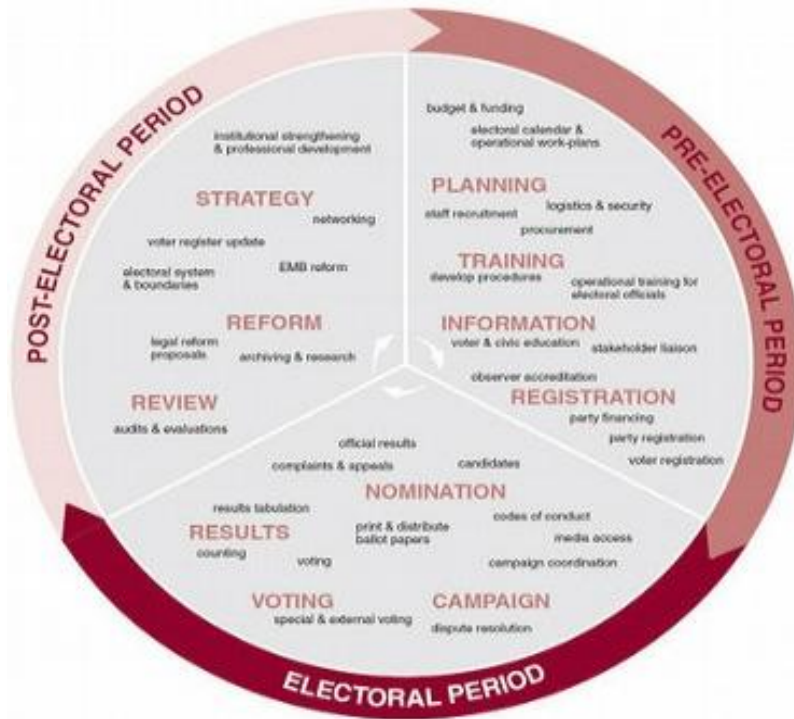 POST-ELECTORAL PERIOD
institutional strengthening
& professional development
STRATEGY
networking
voter register update
electoral system
& boundaries
EMB reform
REFORM
legal reform
proposals
archiving & research
REVIEW
audits & evaluations
PRE-ELECTORAL PERIOD
budget & funding
electoral calendar &
operational work-plans
PLANNING
logistics & security
staff recruitment
procurement
TRAINING
develop procedures
operational training for
electoral officials
INFORMATION
voter & civic education
stakeholder liaison
observer accreditation
REGISTRATION
party financing
party registration
voter registration
official results
complaints & appeals
candidates
NOMINATION
results tabulation
codes of conduct
RESULTS
print & distribute
ballot papers
media access
counting
voting
campaign coordination
VOTING
CAMPAIGN
special & external voting
dispute resolution
ELECTORAL PERIOD